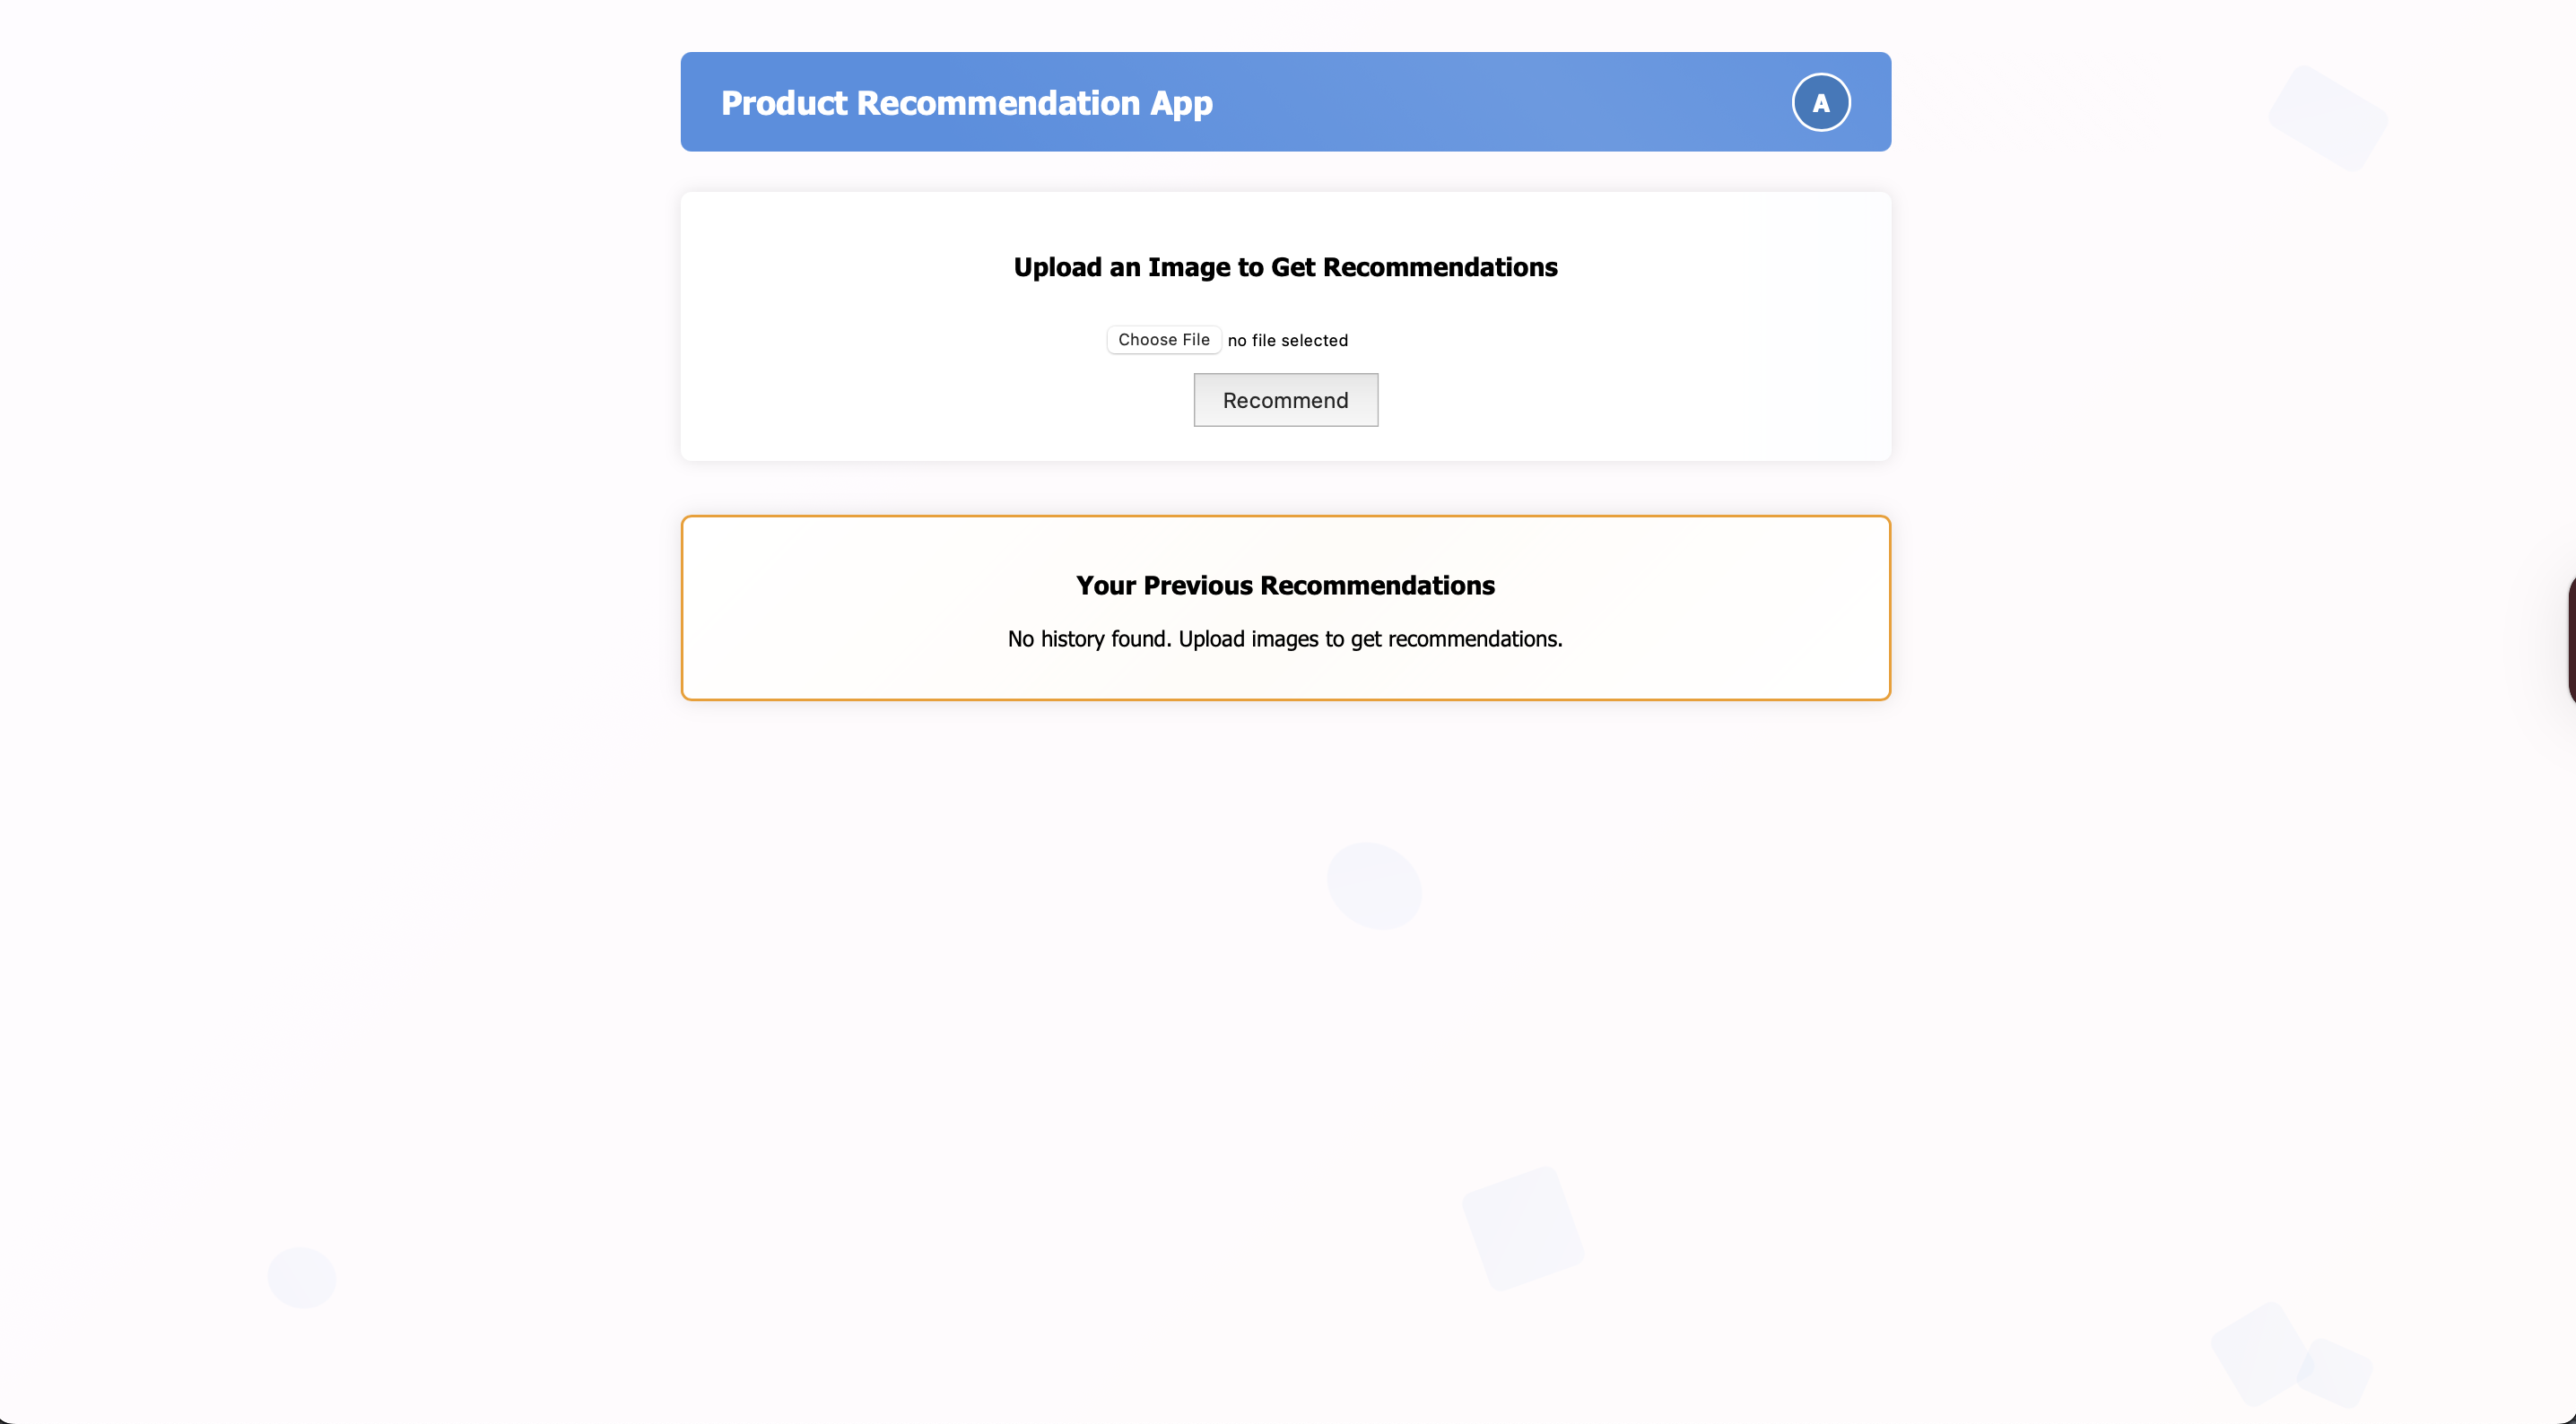 Product Recommendation App
A
Upload an Image to Get Recommendations
Choose File no file selected
Recommend
Your Previous Recommendations
No history found. Upload images to get recommendations.